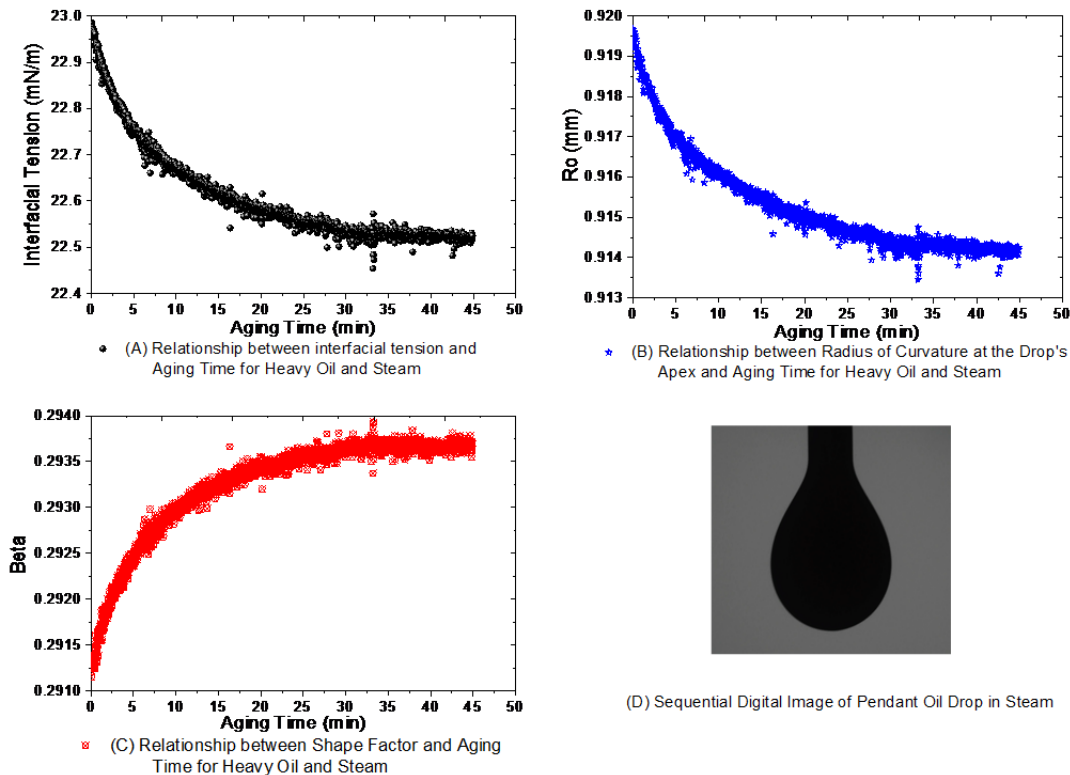 23.0
22.9
22.8
22.7
22.6
22.5
22.4
Interfacial Tension (mN/m)
0 5 10 15 20 25 30 35 40 45 50
Aging Time (min)
(A) Relationship between interfacial tension and
Aging Time for Heavy Oil and Steam
0.920
0.919
0.918
0.917
0.916
0.915
0.914
0.913
Ro (mm)
0 5 10 15 20 25 30 35 40 45 50
Aging Time (min)
(B) Relationship between Radius of Curvature at the Drop's
Apex and Aging Time for Heavy Oil and Steam
0.2940
0.2935
0.2930
0.2925
0.2920
0.2915
0.2910
Beta
0 5 10 15 20 25 30 35 40 45 50
Aging Time (min)
(C) Relationship between Shape Factor and Aging
Time for Heavy Oil and Steam
(D) Sequential Digital Image of Pendant Oil Drop in Steam